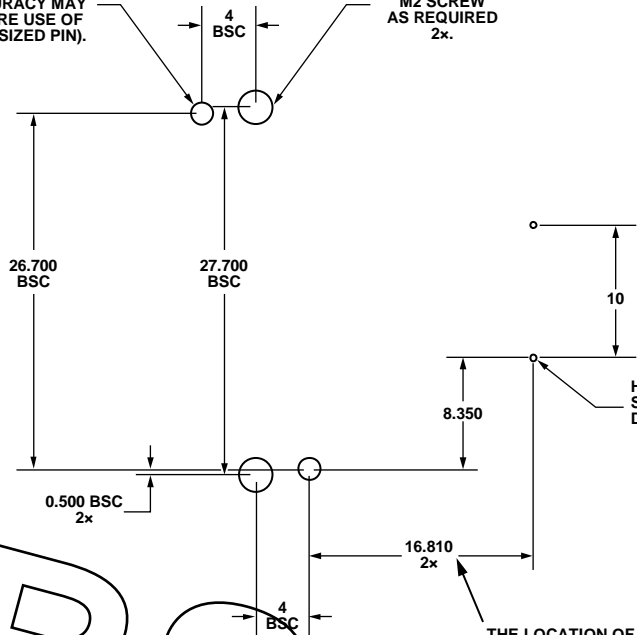 URACY MAY
RE USE OF
SIZED PIN).
4
BSC
M2 SCREW
AS REQUIRED
2×.
26.700
BSC
27.700
BSC
10
8.350
0.500 BSC
2×
16.810
2×
4
BSC
THE LOCATION OF